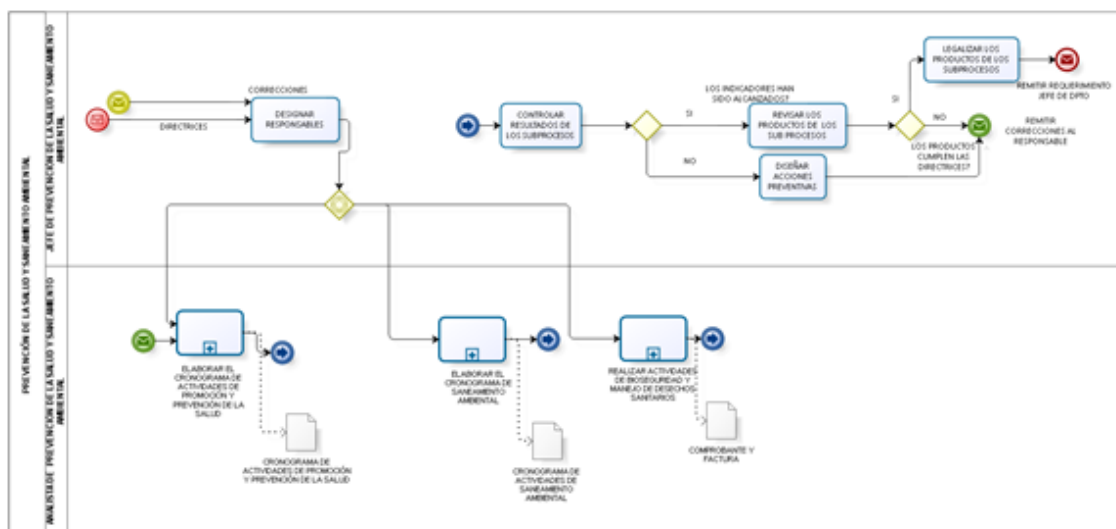 PREVENCIÓN DE LA SALUD Y SANEAMIENTO AMBIENTAL
JEFE DE PREVENCIÓN DE LA SALUD Y SANEAMIENTO
AMBIENTAL
CORRECCIONES
DIRECTRICES
DESIGNAR
RESPONSABLES
CONTROLAR
RESULTADOS DE
LOS SUBPROCESOS
LOS INDICADORES HAN
SIDO ALCANZADOS?
SI
NO
REVISAR LOS
PRODUCTOS DE LOS
SUB PROCESOS
DISEÑAR
ACCIONES
PREVENTIVAS
SI
NO
LOS PRODUCTOS
CUMPLEN LAS
DIRECTRICES?
LEGALIZAR LOS
PRODUCTOS DE LOS
SUBPROCESOS
REMITIR REQUERIMIENTO
JEFE DE DPTO
REMITIR
CORRECCIONES AL
RESPONSABLE
ANALISTA DE PREVENCIÓN DE LA SALUD Y SANEAMIENTO
AMBIENTAL
ELABORAR EL
CRONOGRAMA DE
ACTIVIDADES DE
PROMOCIÓN Y
PREVENCIÓN DE LA
SALUD
CRONOGRAMA DE
ACTIVIDADES DE PROMOCIÓN
Y PREVENCIÓN DE LA SALUD
ELABORAR EL
CRONOGRAMA DE
SANEAMIENTO
AMBIENTAL
CRONOGRAMA DE
ACTIVIDADES DE
SANEAMIENTO
AMBIENTAL
REALIZAR ACTIVIDADES
DE BIOSEGURIDAD Y
MANEJO DE DESECHOS
SANITARIOS
COMPROBANTE Y
FACTURA